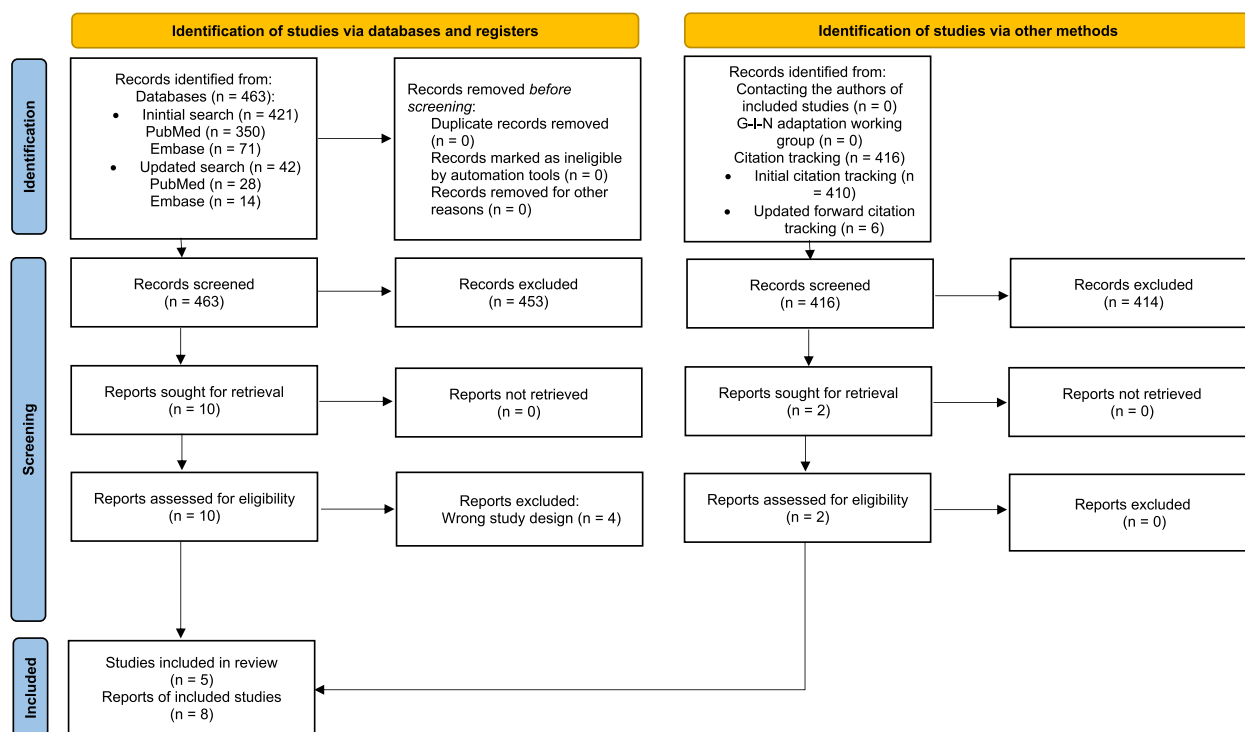 Identification of studies via databases and registers
Identification of studies via other methods
Identification
Records identified from:
Databases (n = 463):
• Inintial search (n = 421)
PubMed (n = 350)
Embase (n = 71)
• Updated search (n = 42)
PubMed (n = 28)
Embase (n = 14)
Records removed before
screening:
Duplicate records removed
(n = 0)
Records marked as ineligible
by automation tools (n = 0)
Records removed for other
reasons (n = 0)
Records identified from:
Contacting the authors of
included studies (n = 0)
G-I-N adaptation working
group (n = 0)
Citation tracking (n = 416)
• Initial citation tracking (n
= 410)
• Updated forward citation
tracking (n = 6)
Screening
Records screened
(n = 463)
Records excluded
(n = 453)
Records screened
(n = 416)
Records excluded
(n = 414)
Reports sought for retrieval
(n = 10)
Reports not retrieved
(n = 0)
Reports sought for retrieval
(n = 2)
Reports not retrieved
(n = 0)
Reports assessed for eligibility
(n = 10)
Reports excluded:
Wrong study design (n = 4)
Reports assessed for eligibility
(n = 2)
Reports excluded
(n = 0)
Included
Studies included in review
(n = 5)
Reports of included studies
(n = 8)